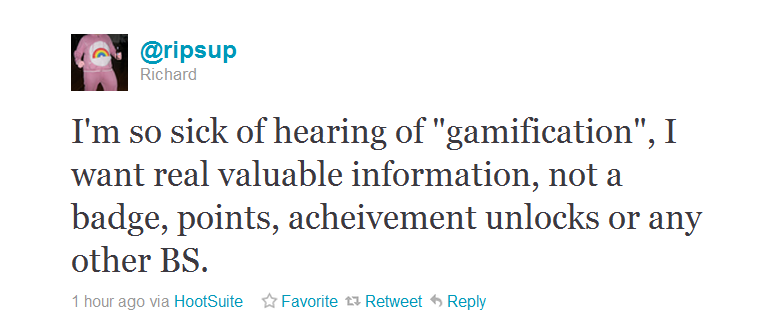 @ripsup
Richard
I'm so sick of hearing of "gamification", I
want real valuable information, not a
badge, points, acheivement unlocks or any
other BS.
1 hour ago via HootSuite Favorite Retweet Reply